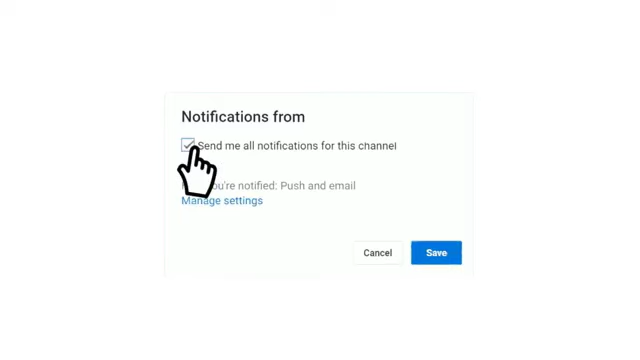 Notifications from
Send me all notifications for this channel
you're notified: Push and email
Manage settings
Cancel
Save